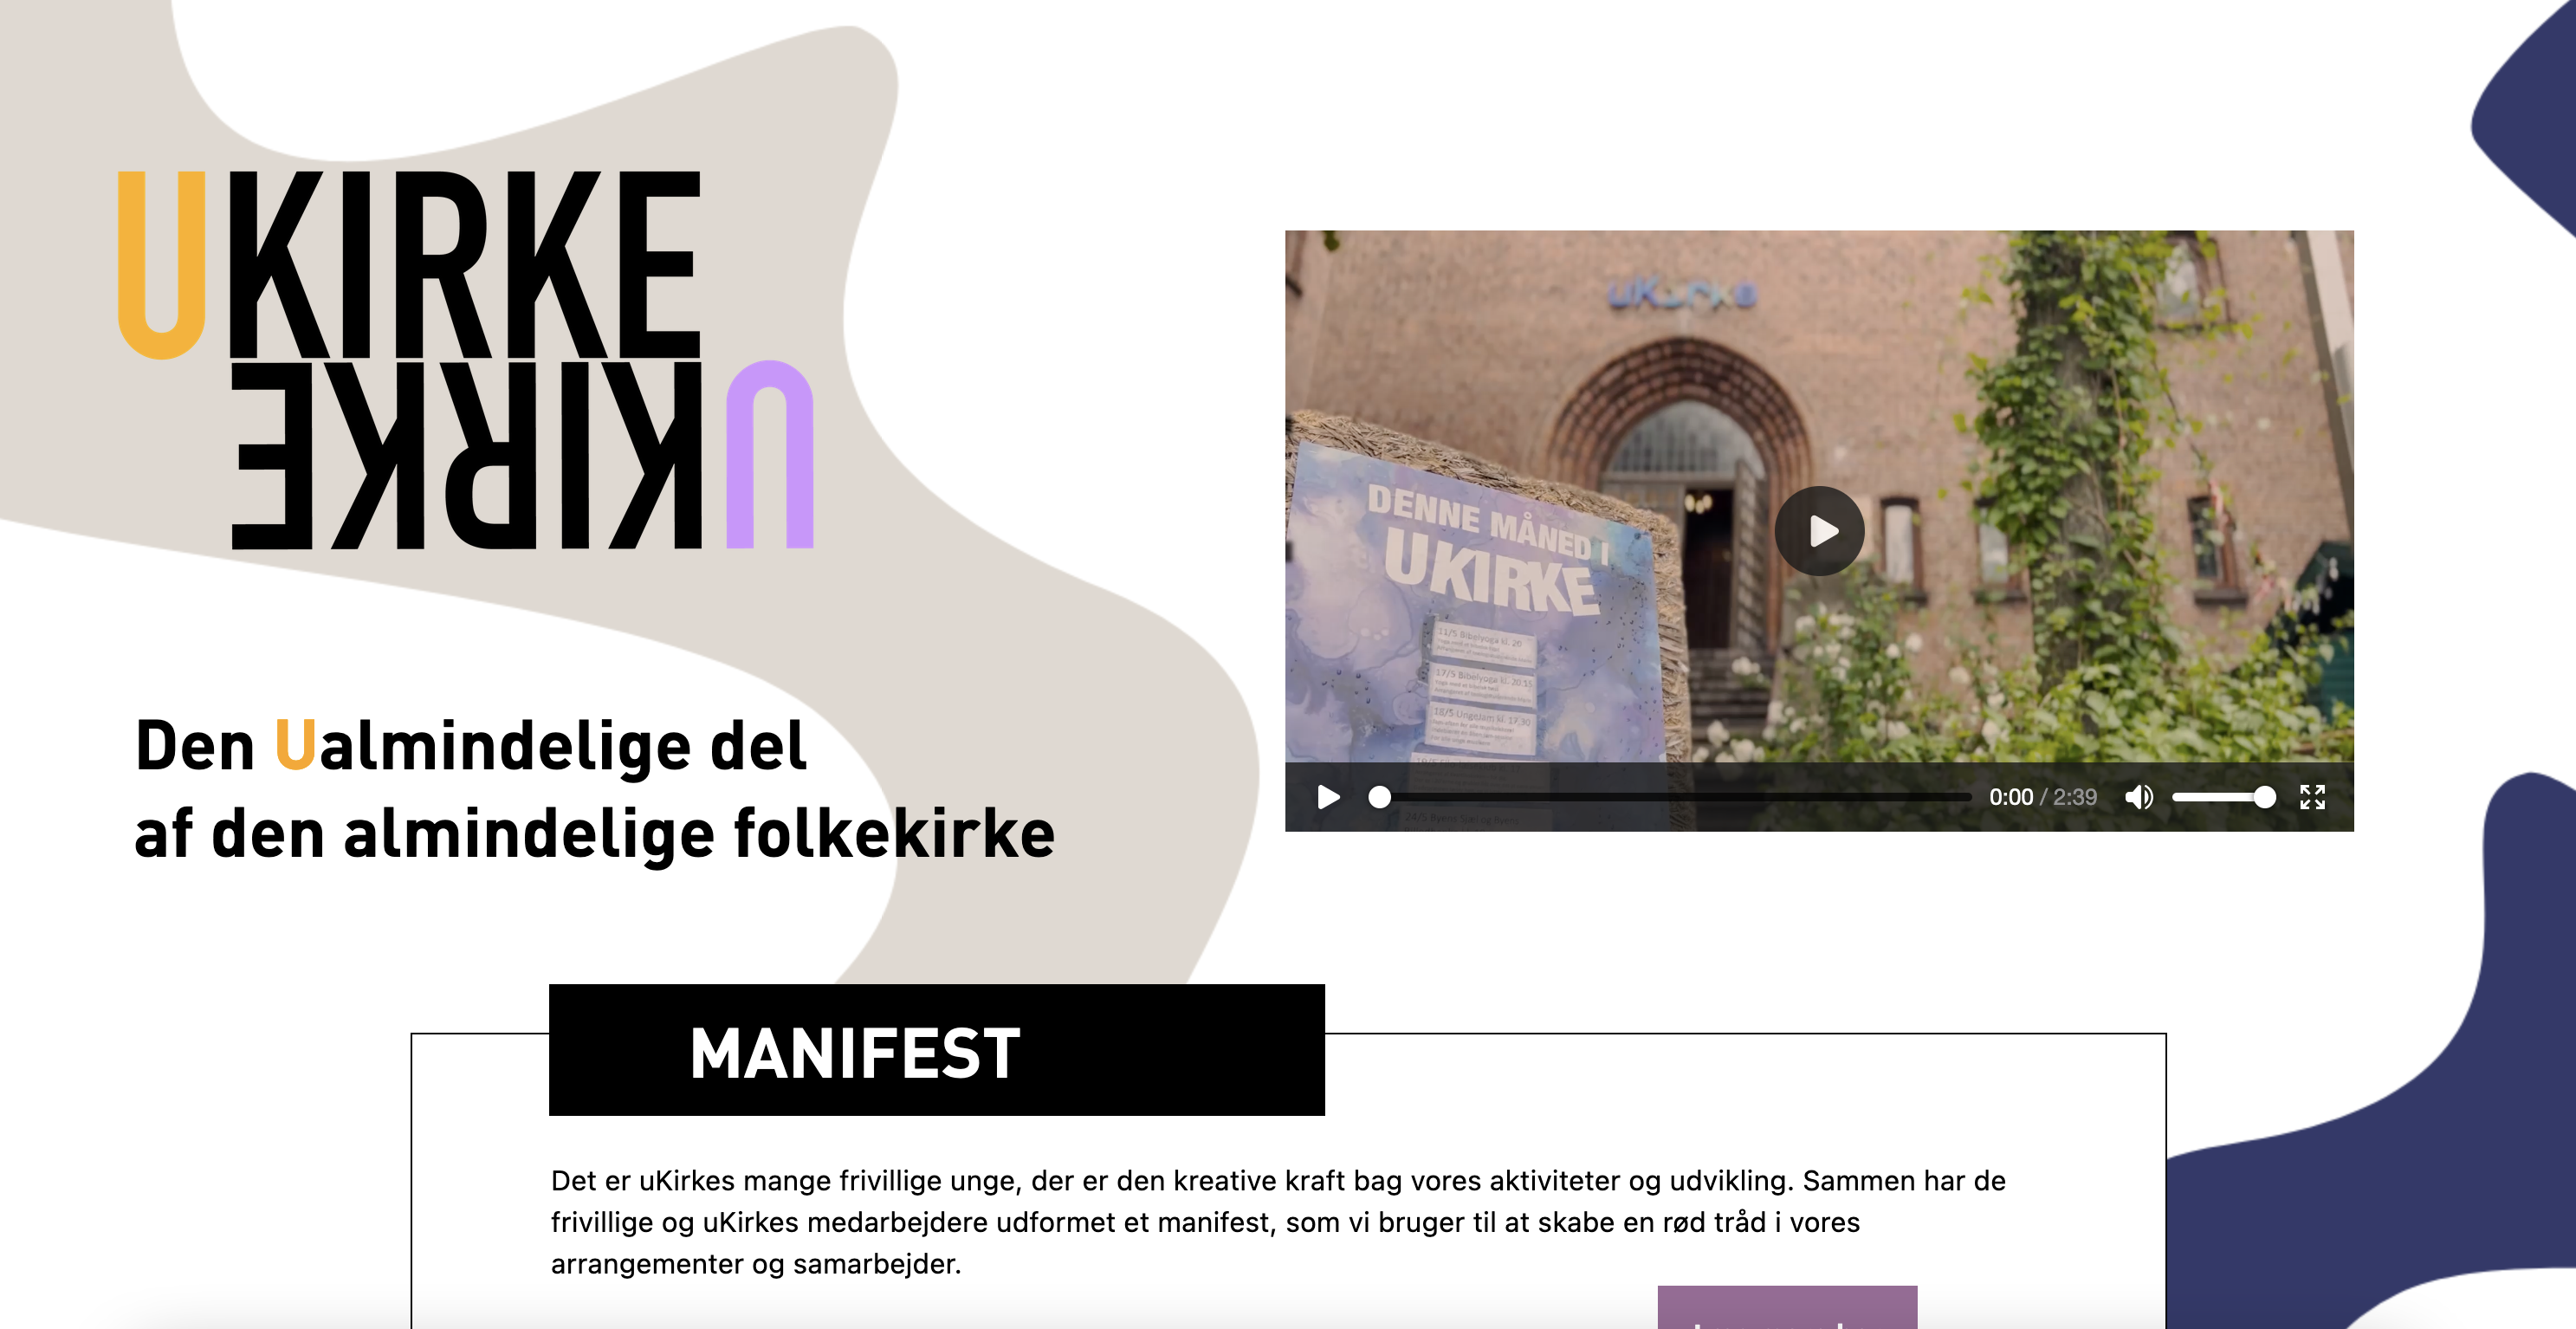 UKIRKE
UKIRKE
Den Ualmindelige del
af den almindelige folkekirke
uKirke
DENNE MÅNED I
UKIRKE
11/5 Bibelyoga kl. 20
17/5 Bibelyoga kl. 20.15
18/5 UngeJam kl. 17.30
0:00 / 2:39
MANIFEST
Det er uKirkes mange frivillige unge, der er den kreative kraft bag vores aktiviteter og udvikling. Sammen har de
frivillige og uKirkes medarbejdere udformet et manifest, som vi bruger til at skabe en rød tråd i vores
arrangementer og samarbejder.